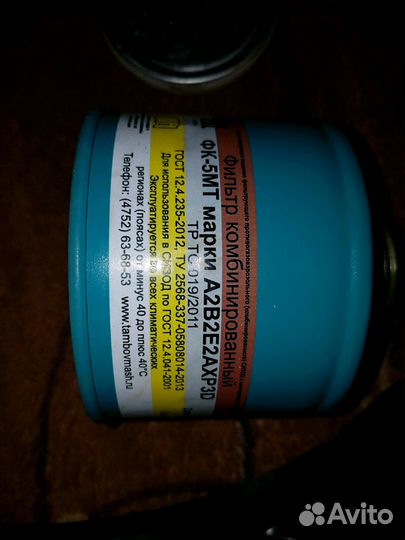 Фильтр комбинированный
ФК-5МТ марки A2B2E2AXP3D
ТР ТС 019/2011
ГОСТ 12.4.235-2012, ТУ 2568-337-05808014-2013
Для использования в СИЗОД по ГОСТ 12.4.041-2001
Эксплуатируется во всех климатических
регионах (поясах) от минус 40 до плюс 40°С
Телефон: (4752) 63-68-53 www.tambovmash.ru
Avito